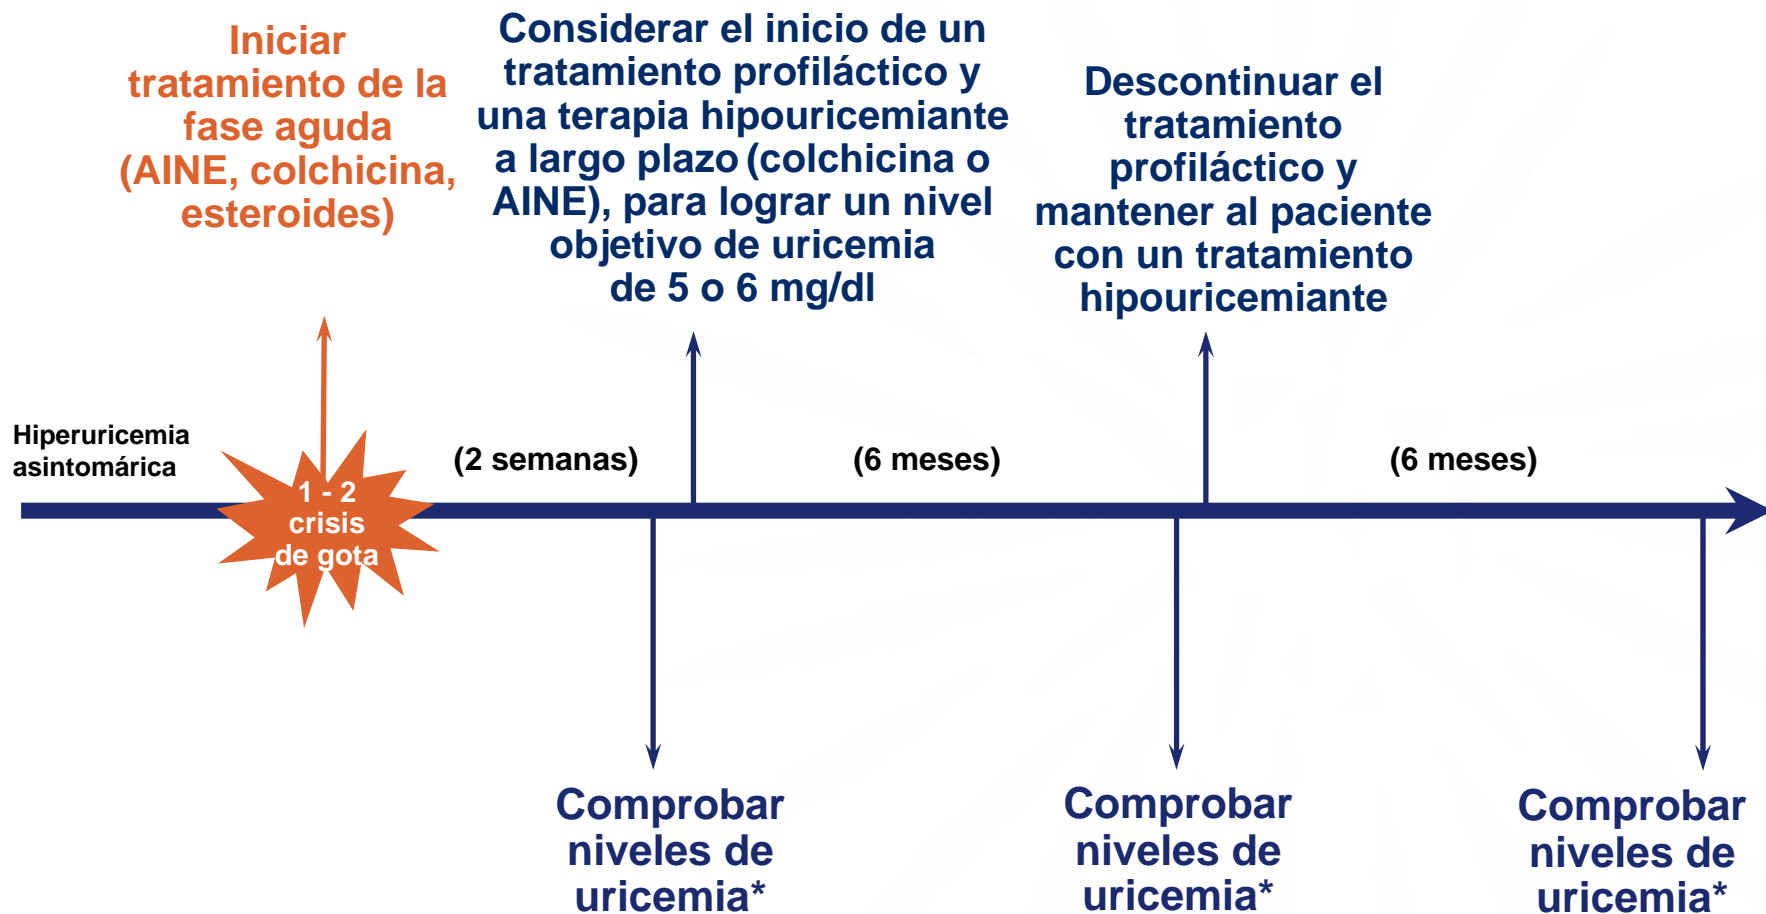 Iniciar
tratamiento de la
fase aguda
(AINE, colchicina,
esteroides)
Considerar el inicio de un
tratamiento profiláctico y
una terapia hipouricemiante
a largo plazo (colchicina o
AINE), para lograr un nivel
objetivo de uricemia
de 5 o 6 mg/dl
Descontinuar el
tratamiento
profiláctico y
mantener al paciente
con un tratamiento
hipouricemiante
Hiperuricemia
asintomárica
1 - 2
crisis
de gota
(2 semanas)
(6 meses)
(6 meses)
Comprobar
niveles de
uricemia*
Comprobar
niveles de
uricemia*
Comprobar
niveles de
uricemia*